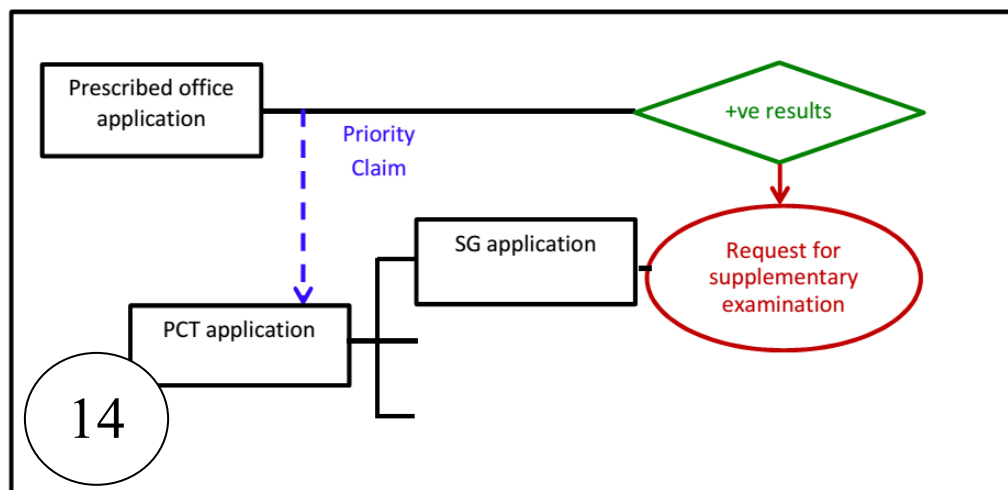 Prescribed office
application
+ve results
Priority
Claim
SG application
Request for
supplementary
examination
PCT application
14